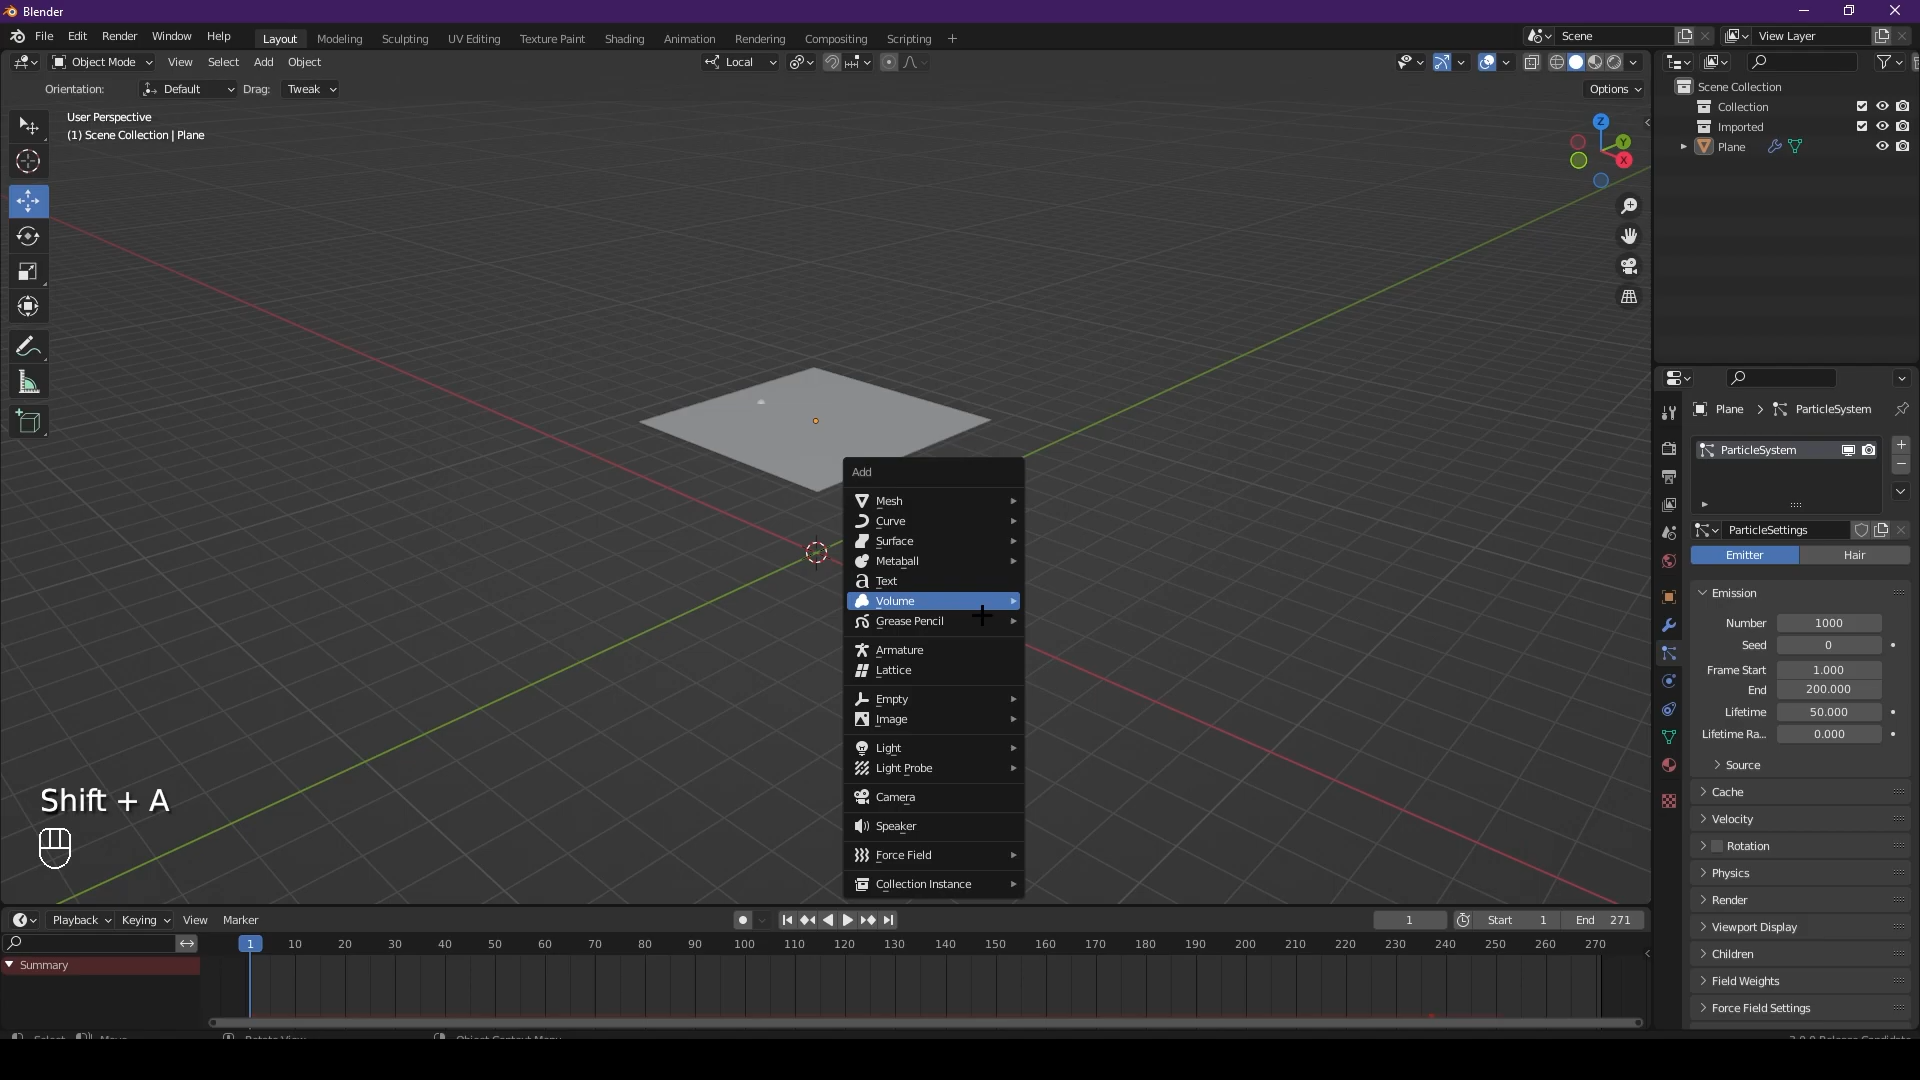 Blender
File Edit Render Window Help Layout Modeling Sculpting UV Editing Texture Paint Shading Animation Rendering Compositing Scripting Scene View Layer
Object Mode View Select Add Object Local
Orientation: Default Drag: Tweak Options
User Perspective
(1) Scene Collection | Plane
Z
Y
X
Scene Collection
Collection
Imported
Plane
Add
Mesh
Curve
Surface
Metaball
Text
Volume
Grease Pencil
Armature
Lattice
Empty
Image
Light
Light Probe
Camera
Speaker
Force Field
Collection Instance
Shift + A
Plane ParticleSystem
ParticleSystem
ParticleSettings
Emitter Hair
Emission
Number 1000
Seed 0
Frame Start 1.000
End 200.000
Lifetime 50.000
Lifetime Ra... 0.000
Source
Cache
Velocity
Rotation
Physics
Render
Viewport Display
Children
Field Weights
Force Field Settings
Playback Keying View Marker 1 Start 1 End 271
1 10 20 30 40 50 60 70 80 90 100 110 120 130 140 150 160 170 180 190 200 210 220 230 240 250 260 270
Summary